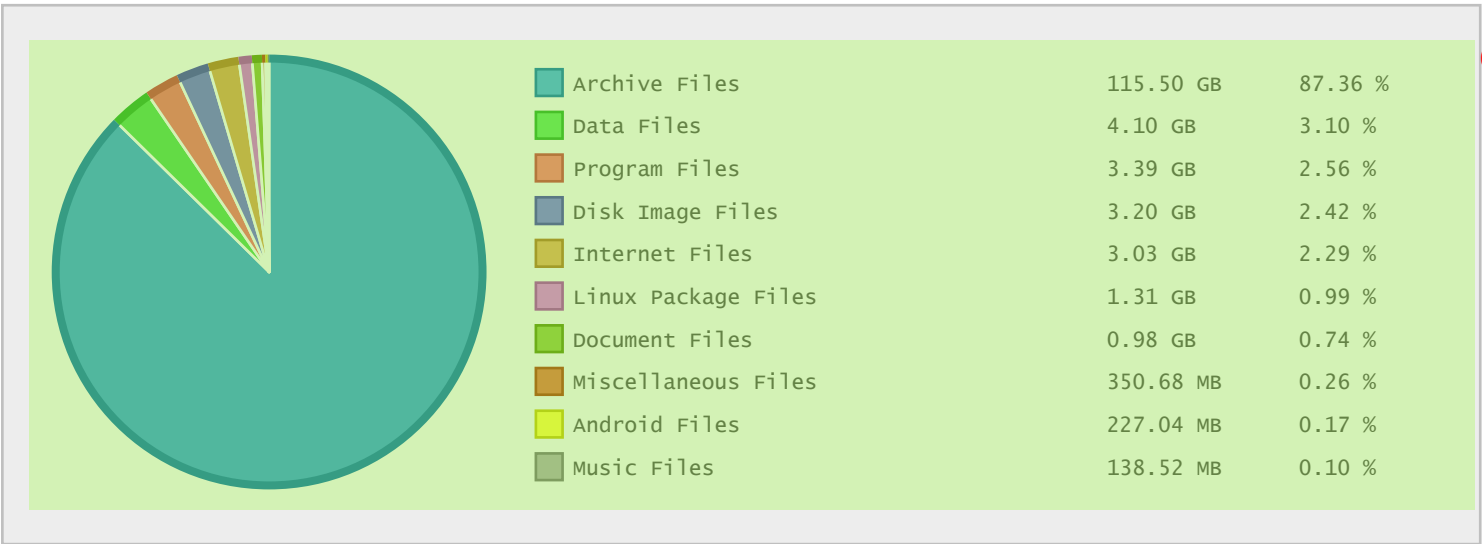 Archive Files 115.50 GB 87.36 %
Data Files 4.10 GB 3.10 %
Program Files 3.39 GB 2.56 %
Disk Image Files 3.20 GB 2.42 %
Internet Files 3.03 GB 2.29 %
Linux Package Files 1.31 GB 0.99 %
Document Files 0.98 GB 0.74 %
Miscellaneous Files 350.68 MB 0.26 %
Android Files 227.04 MB 0.17 %
Music Files 138.52 MB 0.10 %